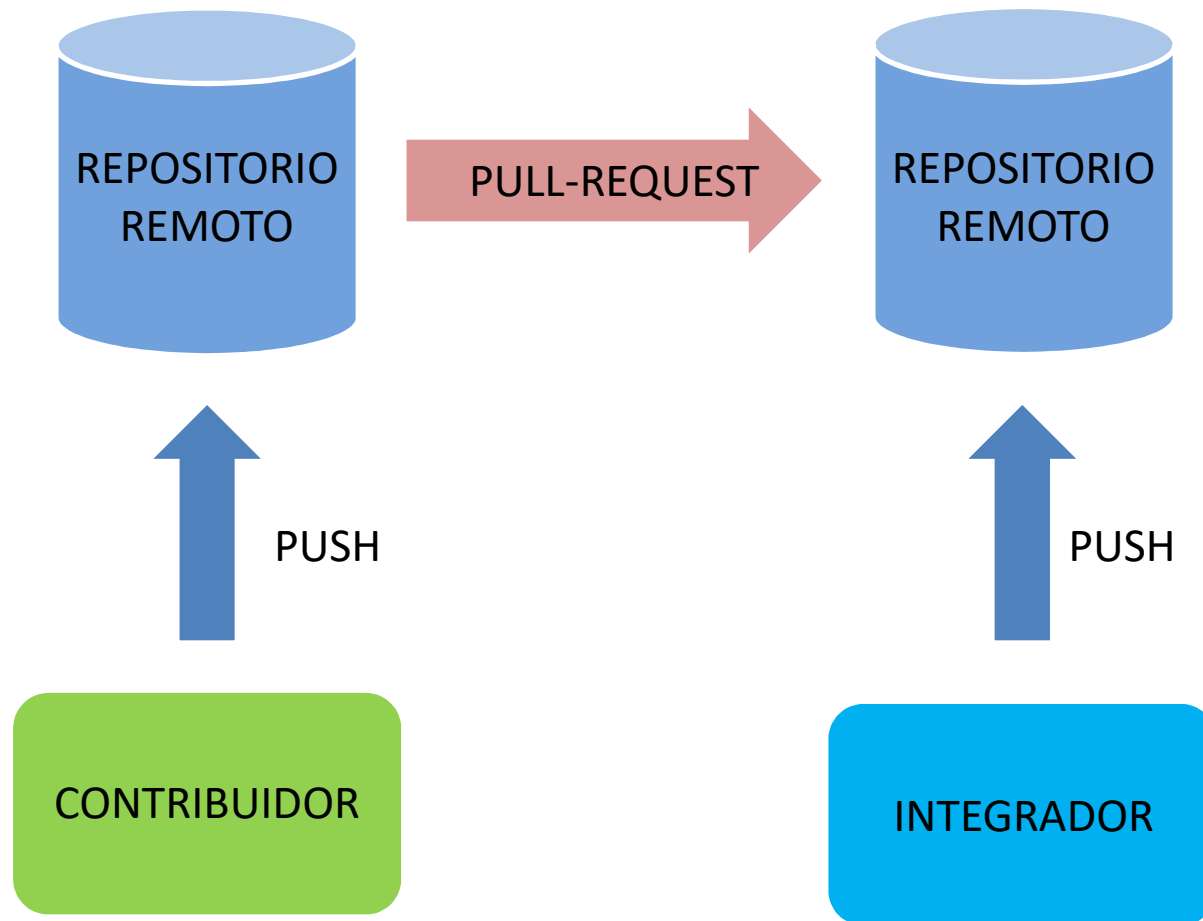 REPOSITORIO
REMOTO
PULL-REQUEST
REPOSITORIO
REMOTO
PUSH
PUSH
CONTRIBUIDOR
INTEGRADOR